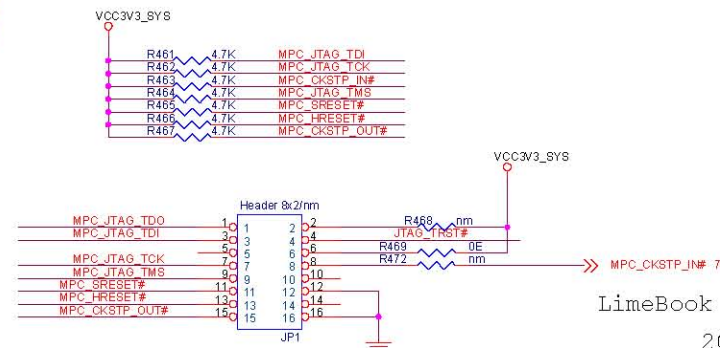 VCC3V3_SYS
R461 4.7K MPC_JTAG_TDI
R462 4.7K MPC_JTAG_TCK
R463 4.7K MPC_CKSTP_IN#
R464 4.7K MPC_JTAG_TMS
R465 4.7K MPC_SRESET#
R466 4.7K MPC_HRESET#
R467 4.7K MPC_CKSTP_OUT#
VCC3V3_SYS
Header 8x2/nm
MPC_JTAG_TDO 1 1 2 2 R468 nm
MPC_JTAG_TDI 3 3 4 4 JTAG_TRST#
5 5 6 6 R469 0E
MPC_JTAG_TCK 7 7 8 8 R472 nm MPC_CKSTP_IN# 7
MPC_JTAG_TMS 9 9 10 10
MPC_SRESET# 11 11 12 12
MPC_HRESET# 13 13 14 14
MPC_CKSTP_OUT# 15 15 16 16
JP1
LimeBook
20